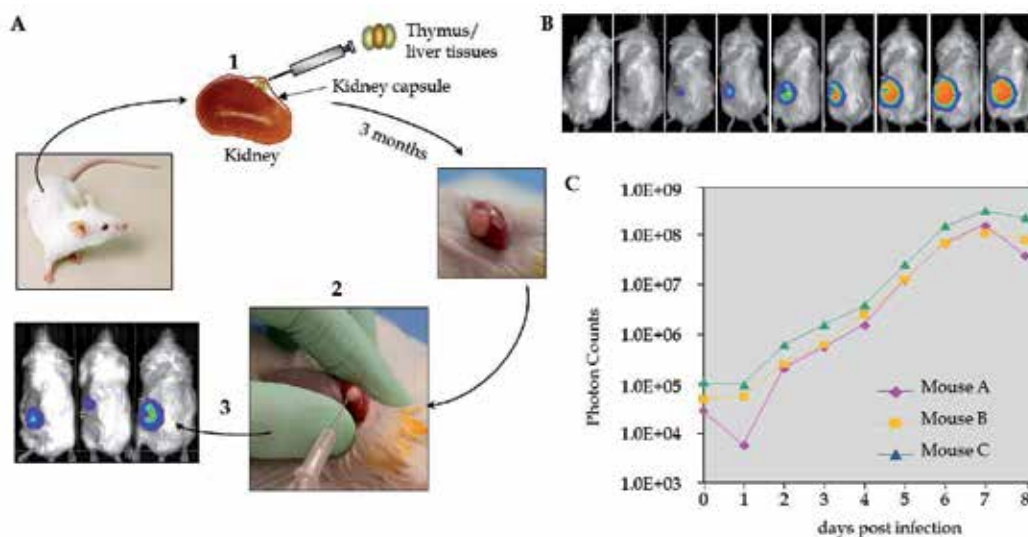 A
Thymus/
liver tissues
1
Kidney capsule
Kidney
3 months
2
3
B
C
1.0E+09
1.0E+08
1.0E+07
1.0E+06
1.0E+05
1.0E+04
1.0E+03
Photon Counts
Mouse A
Mouse B
Mouse C
0 1 2 3 4 5 6 7 8
days post infection